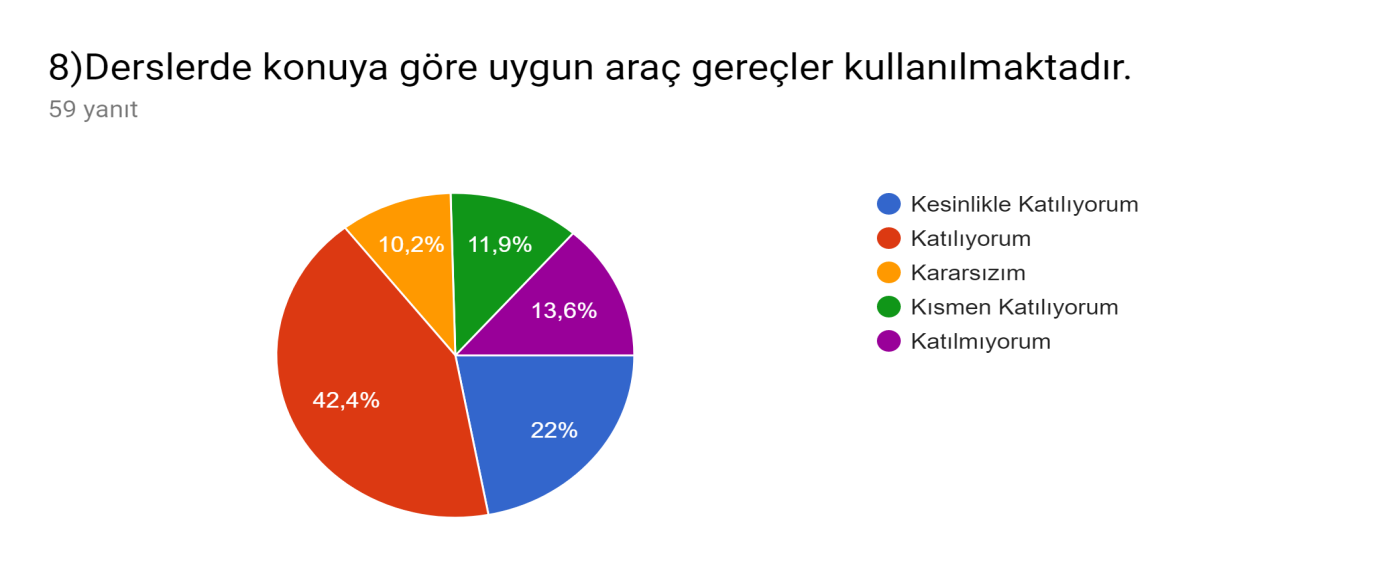 8)Derslerde konuya göre uygun araç gereçler kullanılmaktadır.
59 yanıt
10,2%
11,9%
13,6%
42,4%
22%
Kesinlikle Katılıyorum
Katılıyorum
Kararsızım
Kısmen Katılıyorum
Katılmıyorum